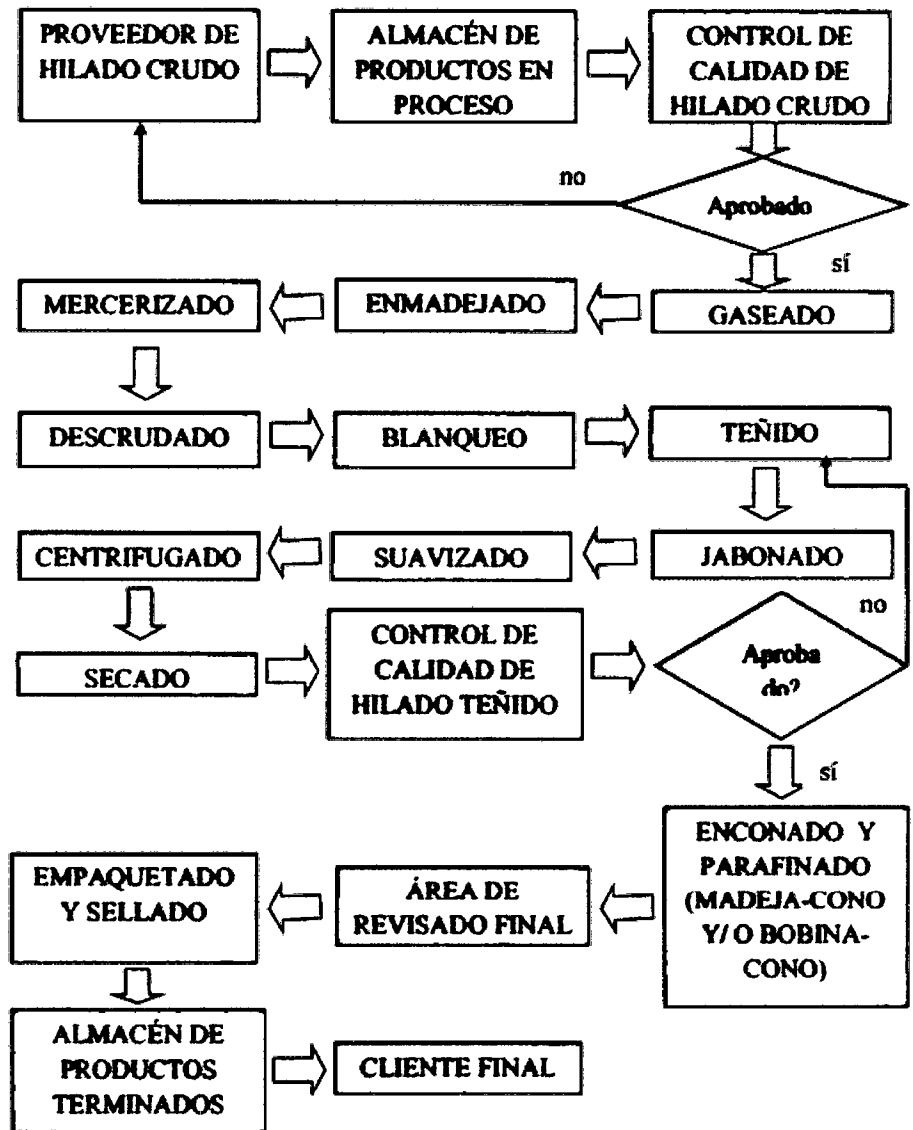 PROVEEDOR DE
HILADO CRUDO
ALMACÉN DE
PRODUCTOS EN
PROCESO
CONTROL DE
CALIDAD DE
HILADO CRUDO
no
Aprobado
sí
GASEADO
ENMADEJADO
MERCERIZADO
DESCRUDADO
BLANQUEO
TEÑIDO
JABONADO
SUAVIZADO
CENTRIFUGADO
SECADO
CONTROL DE
CALIDAD DE
HILADO TEÑIDO
no
Aproba
do?
sí
ENCONADO Y
PARAFINADO
(MADEJA-CONO
Y/ O BOBINA-
CONO)
ÁREA DE
REVISADO FINAL
EMPAQUETADO
Y SELLADO
ALMACÉN DE
PRODUCTOS
TERMINADOS
CLIENTE FINAL